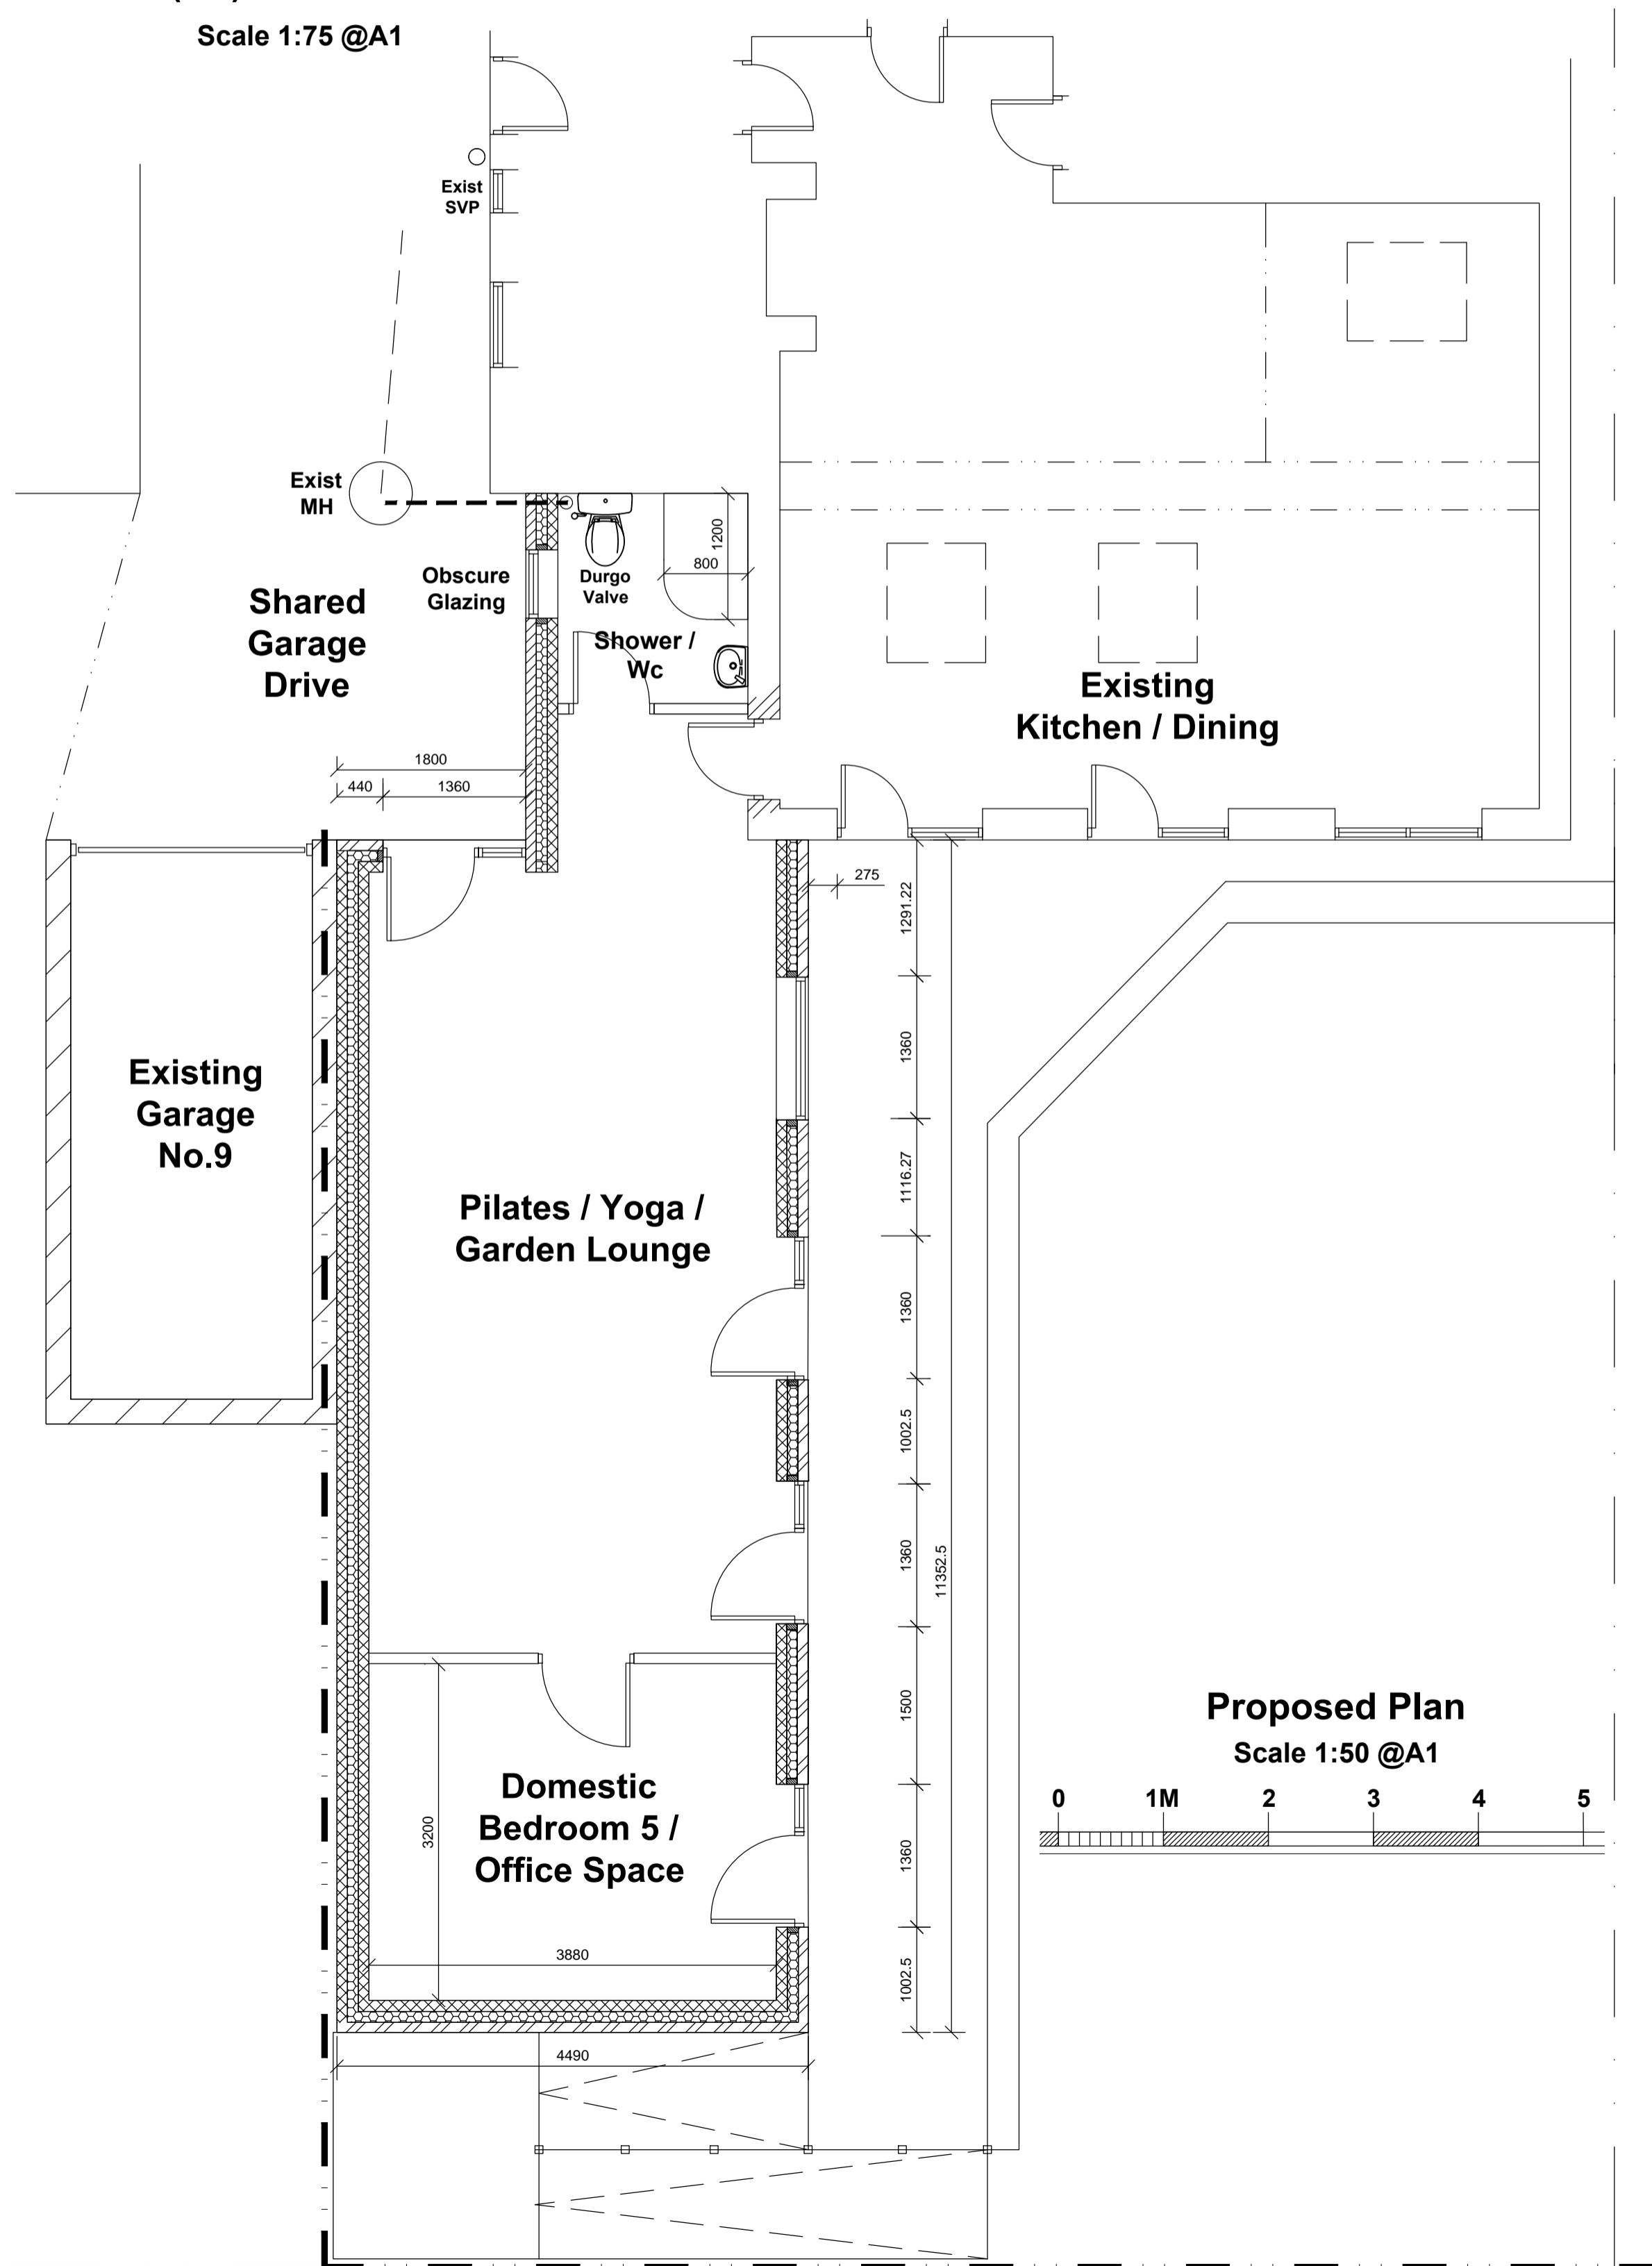 Scale 1:75 @A1
Exist
SVP
Exist
MH
Obscure
Glazing
Durgo
Valve
1200
800
Shower /
Wc
Shared
Garage
Drive
Existing
Kitchen / Dining
1800
440
1360
275
1291.22
1360
1116.27
1360
1002.5
1360
11352.5
1500
1360
1002.5
Existing
Garage
No.9
Pilates / Yoga /
Garden Lounge
Domestic
Bedroom 5 /
Office Space
3200
3880
4490
Proposed Plan
Scale 1:50 @A1
0 1M 2 3 4 5